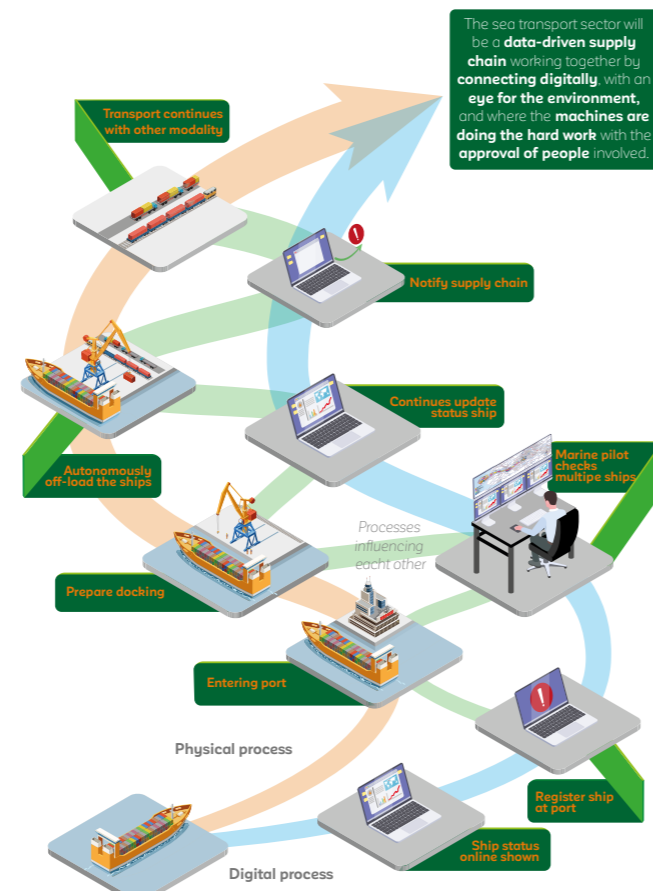 The sea transport sector will
be a data-driven supply
chain working together by
connecting digitally, with an
eye for the environment,
and where the machines are
doing the hard work with the
approval of people involved.
Transport continues
with other modality
Notify supply chain
Continues update
status ship
Autonomously
off-load the ships
Marine pilot
checks
multipe ships
Processes
influencing
eacht other
Prepare docking
Entering port
Physical process
Register ship
at port
Ship status
online shown
Digital process